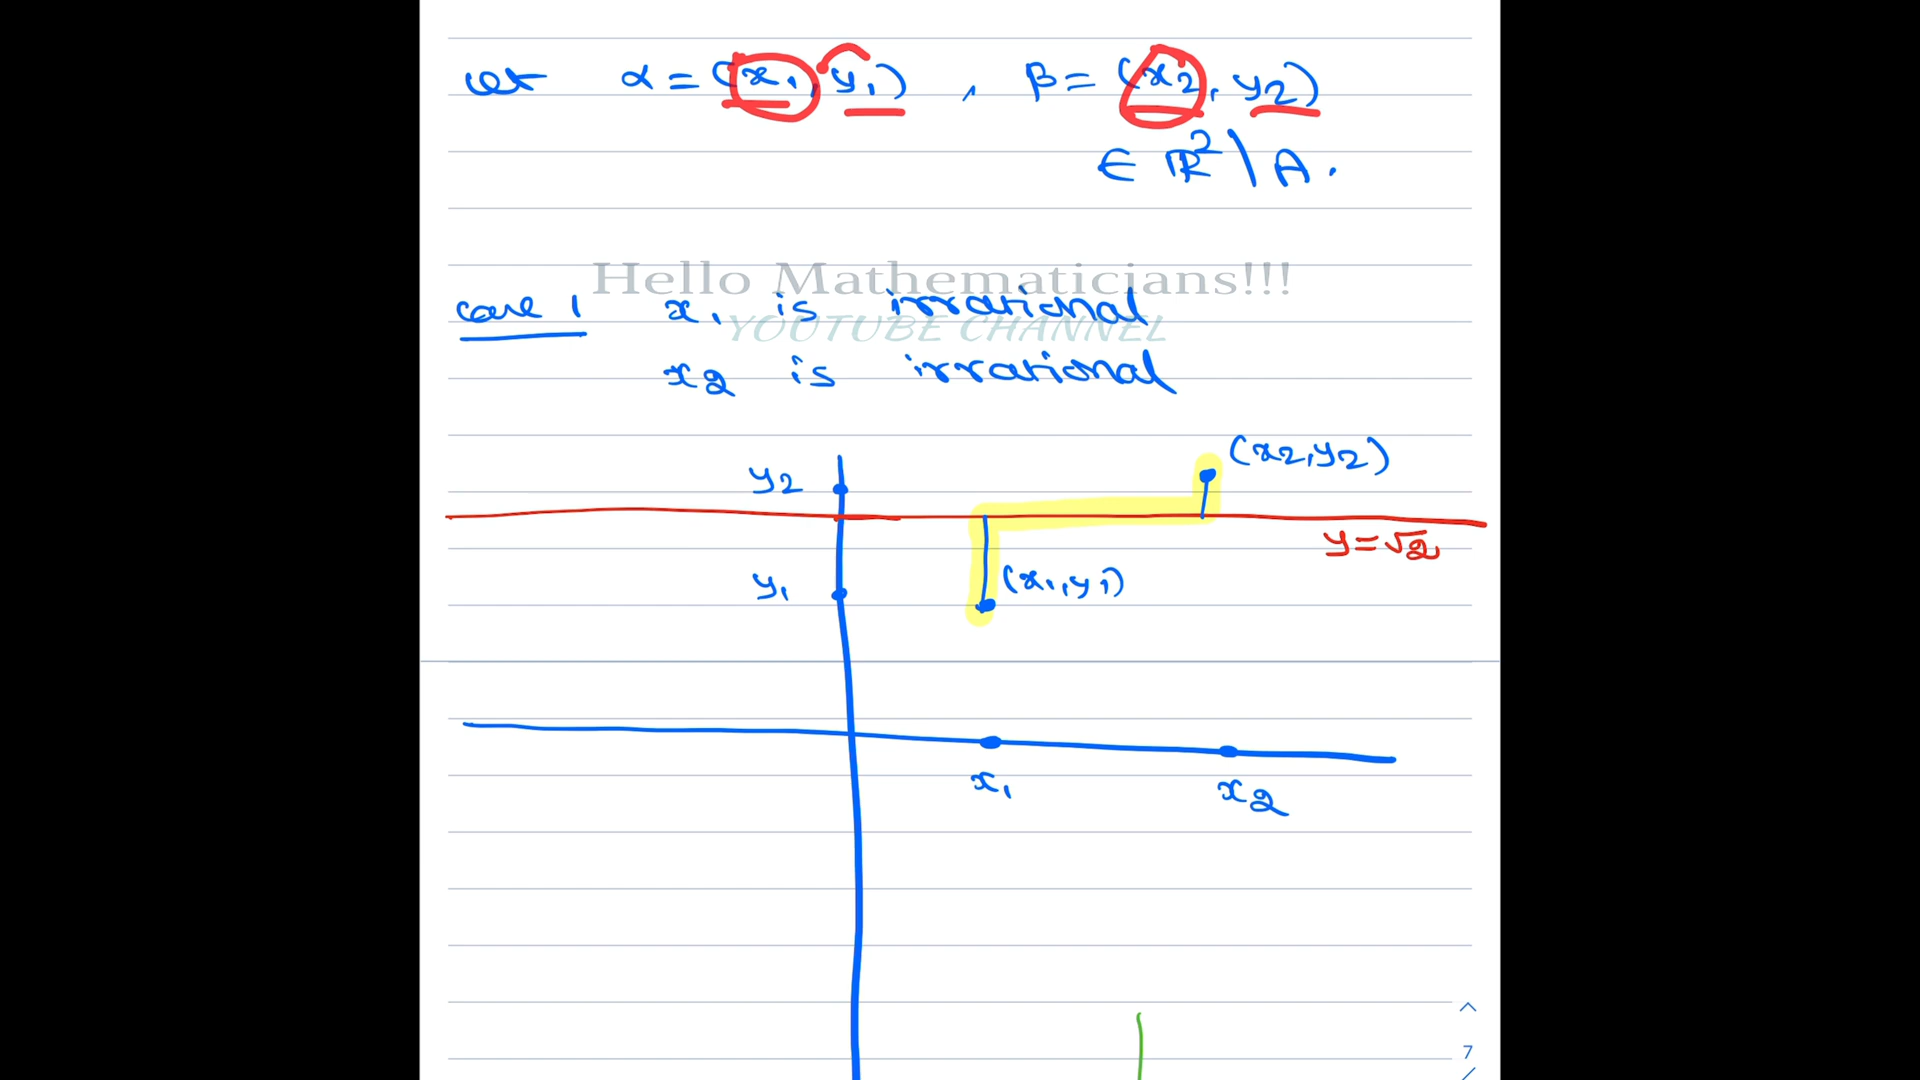 let α = (x₁, y₁) , β = (x₂, y₂)
∈ ℝ² \ A .
Hello Mathematicians!!!
case 1 x₁ is irrational
YOUTUBE CHANNEL
x₂ is irrational
(x₂,y₂)
y₂
y=√2
y₁
(x₁,y₁)
x₁
x₂
7